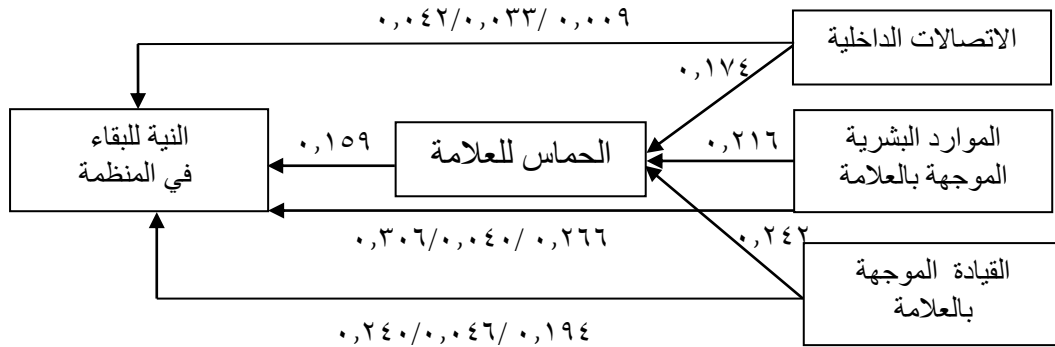 ٠,٠٤٢/٠,٠٣٣/ ٠,٠٠٩
الاتصالات الداخلية
٠,١٧٤
الموارد البشرية
الموجهة بالعلامة
٠,٢١٦
الحماس للعلامة
٠,١٥٩
النية للبقاء
في المنظمة
٠,٣٠٦/٠,٠٤٠/ ٠,٢٦٦
٠,٢٤٢
القيادة الموجهة
بالعلامة
٠,٢٤٠/٠,٠٤٦/ ٠,١٩٤